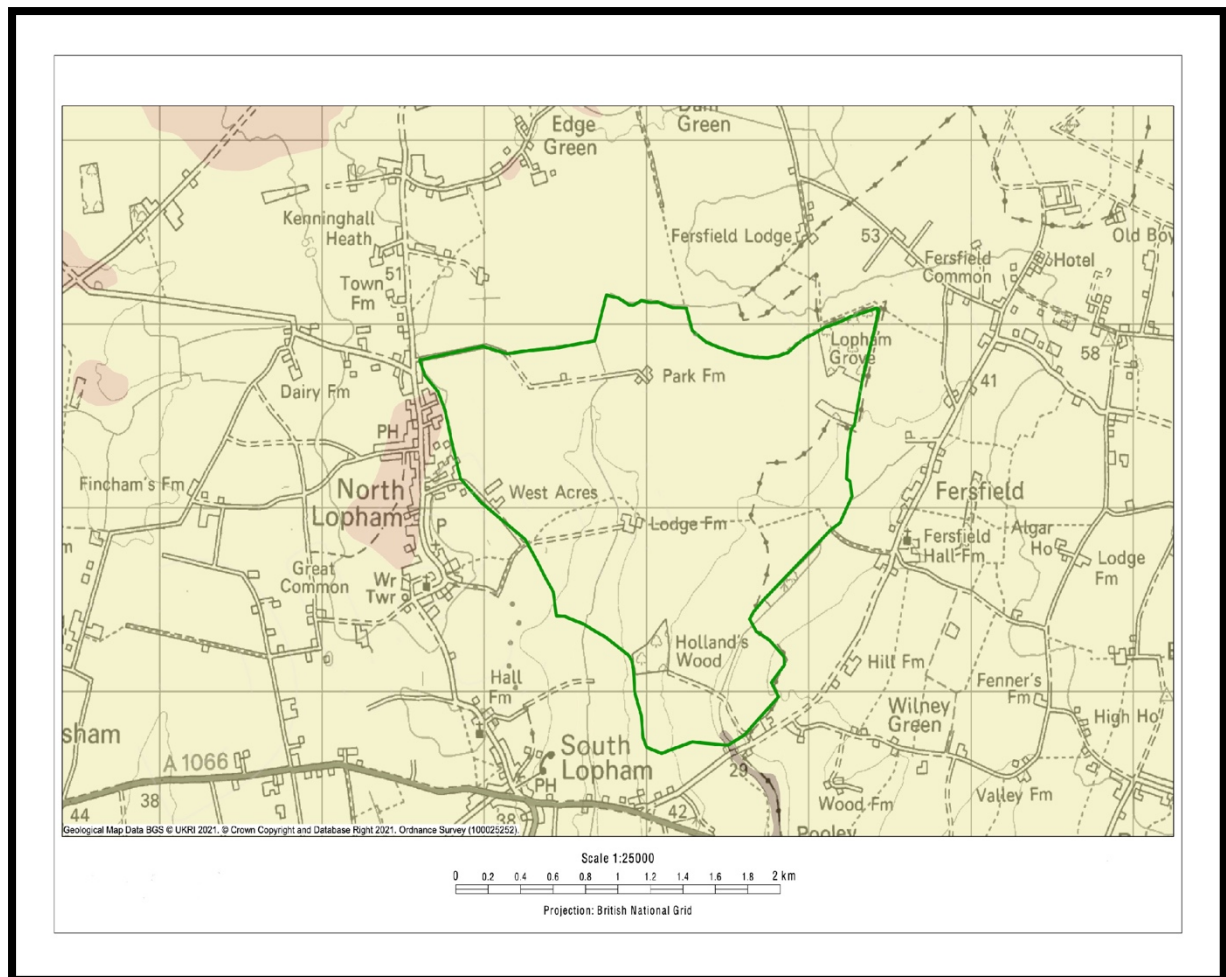 Edge
Green
Green
Kenninghall
Heath
Fersfield Lodge
53
Old Boy
Fersfield
Common
Hotel
51
Town
Fm
Lopham
Grove
58
Park Fm
Dairy Fm
41
PH
Fincham's Fm
North
Lopham
West Acres
Fersfield
P
Lodge Fm
Algar
Ho
Fersfield
Hall Fm
Lodge
Fm
m
Great
Common
Wr
Twr
Holland's
Wood
Hill Fm
Hall
Fm
Fenner's
Fm
Wilney
Green
High Ho
sham
South
Lopham
A 1066
29
PH
38
44
38
42
Wood Fm
Valley Fm
Pooley
Geological Map Data BGS © UKRI 2021. © Crown Copyright and Database Right 2021. Ordnance Survey (100025252).
Scale 1:25000
0 0.2 0.4 0.6 0.8 1 1.2 1.4 1.6 1.8 2 km
Projection: British National Grid